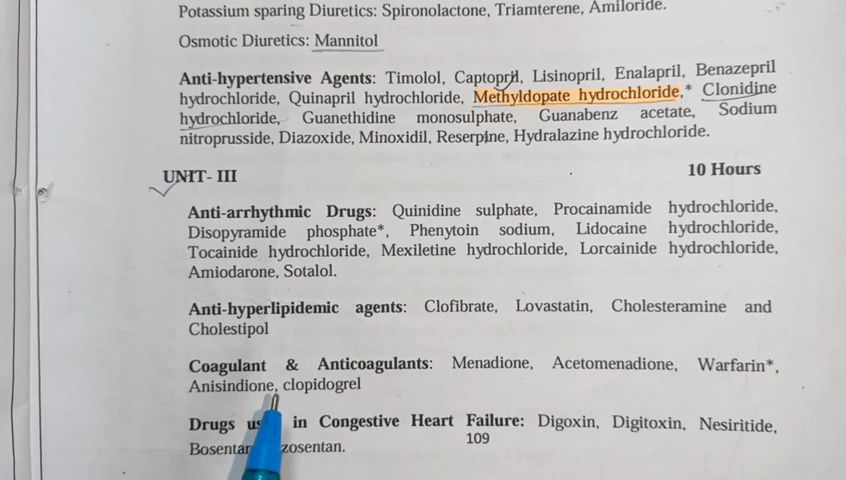 Potassium sparing Diuretics: Spironolactone, Triamterene, Amiloride.
Osmotic Diuretics: Mannitol
Anti-hypertensive Agents: Timolol, Captopril, Lisinopril, Enalapril, Benazepril
hydrochloride, Quinapril hydrochloride, Methyldopate hydrochloride,* Clonidine
hydrochloride, Guanethidine monosulphate, Guanabenz acetate, Sodium
nitroprusside, Diazoxide, Minoxidil, Reserpine, Hydralazine hydrochloride.
UNIT- III 10 Hours
Anti-arrhythmic Drugs: Quinidine sulphate, Procainamide hydrochloride,
Disopyramide phosphate*, Phenytoin sodium, Lidocaine hydrochloride,
Tocainide hydrochloride, Mexiletine hydrochloride, Lorcainide hydrochloride,
Amiodarone, Sotalol.
Anti-hyperlipidemic agents: Clofibrate, Lovastatin, Cholesteramine and
Cholestipol
Coagulant & Anticoagulants: Menadione, Acetomenadione, Warfarin*,
Anisindione, clopidogrel
Drugs in Congestive Heart Failure: Digoxin, Digitoxin, Nesiritide,
109